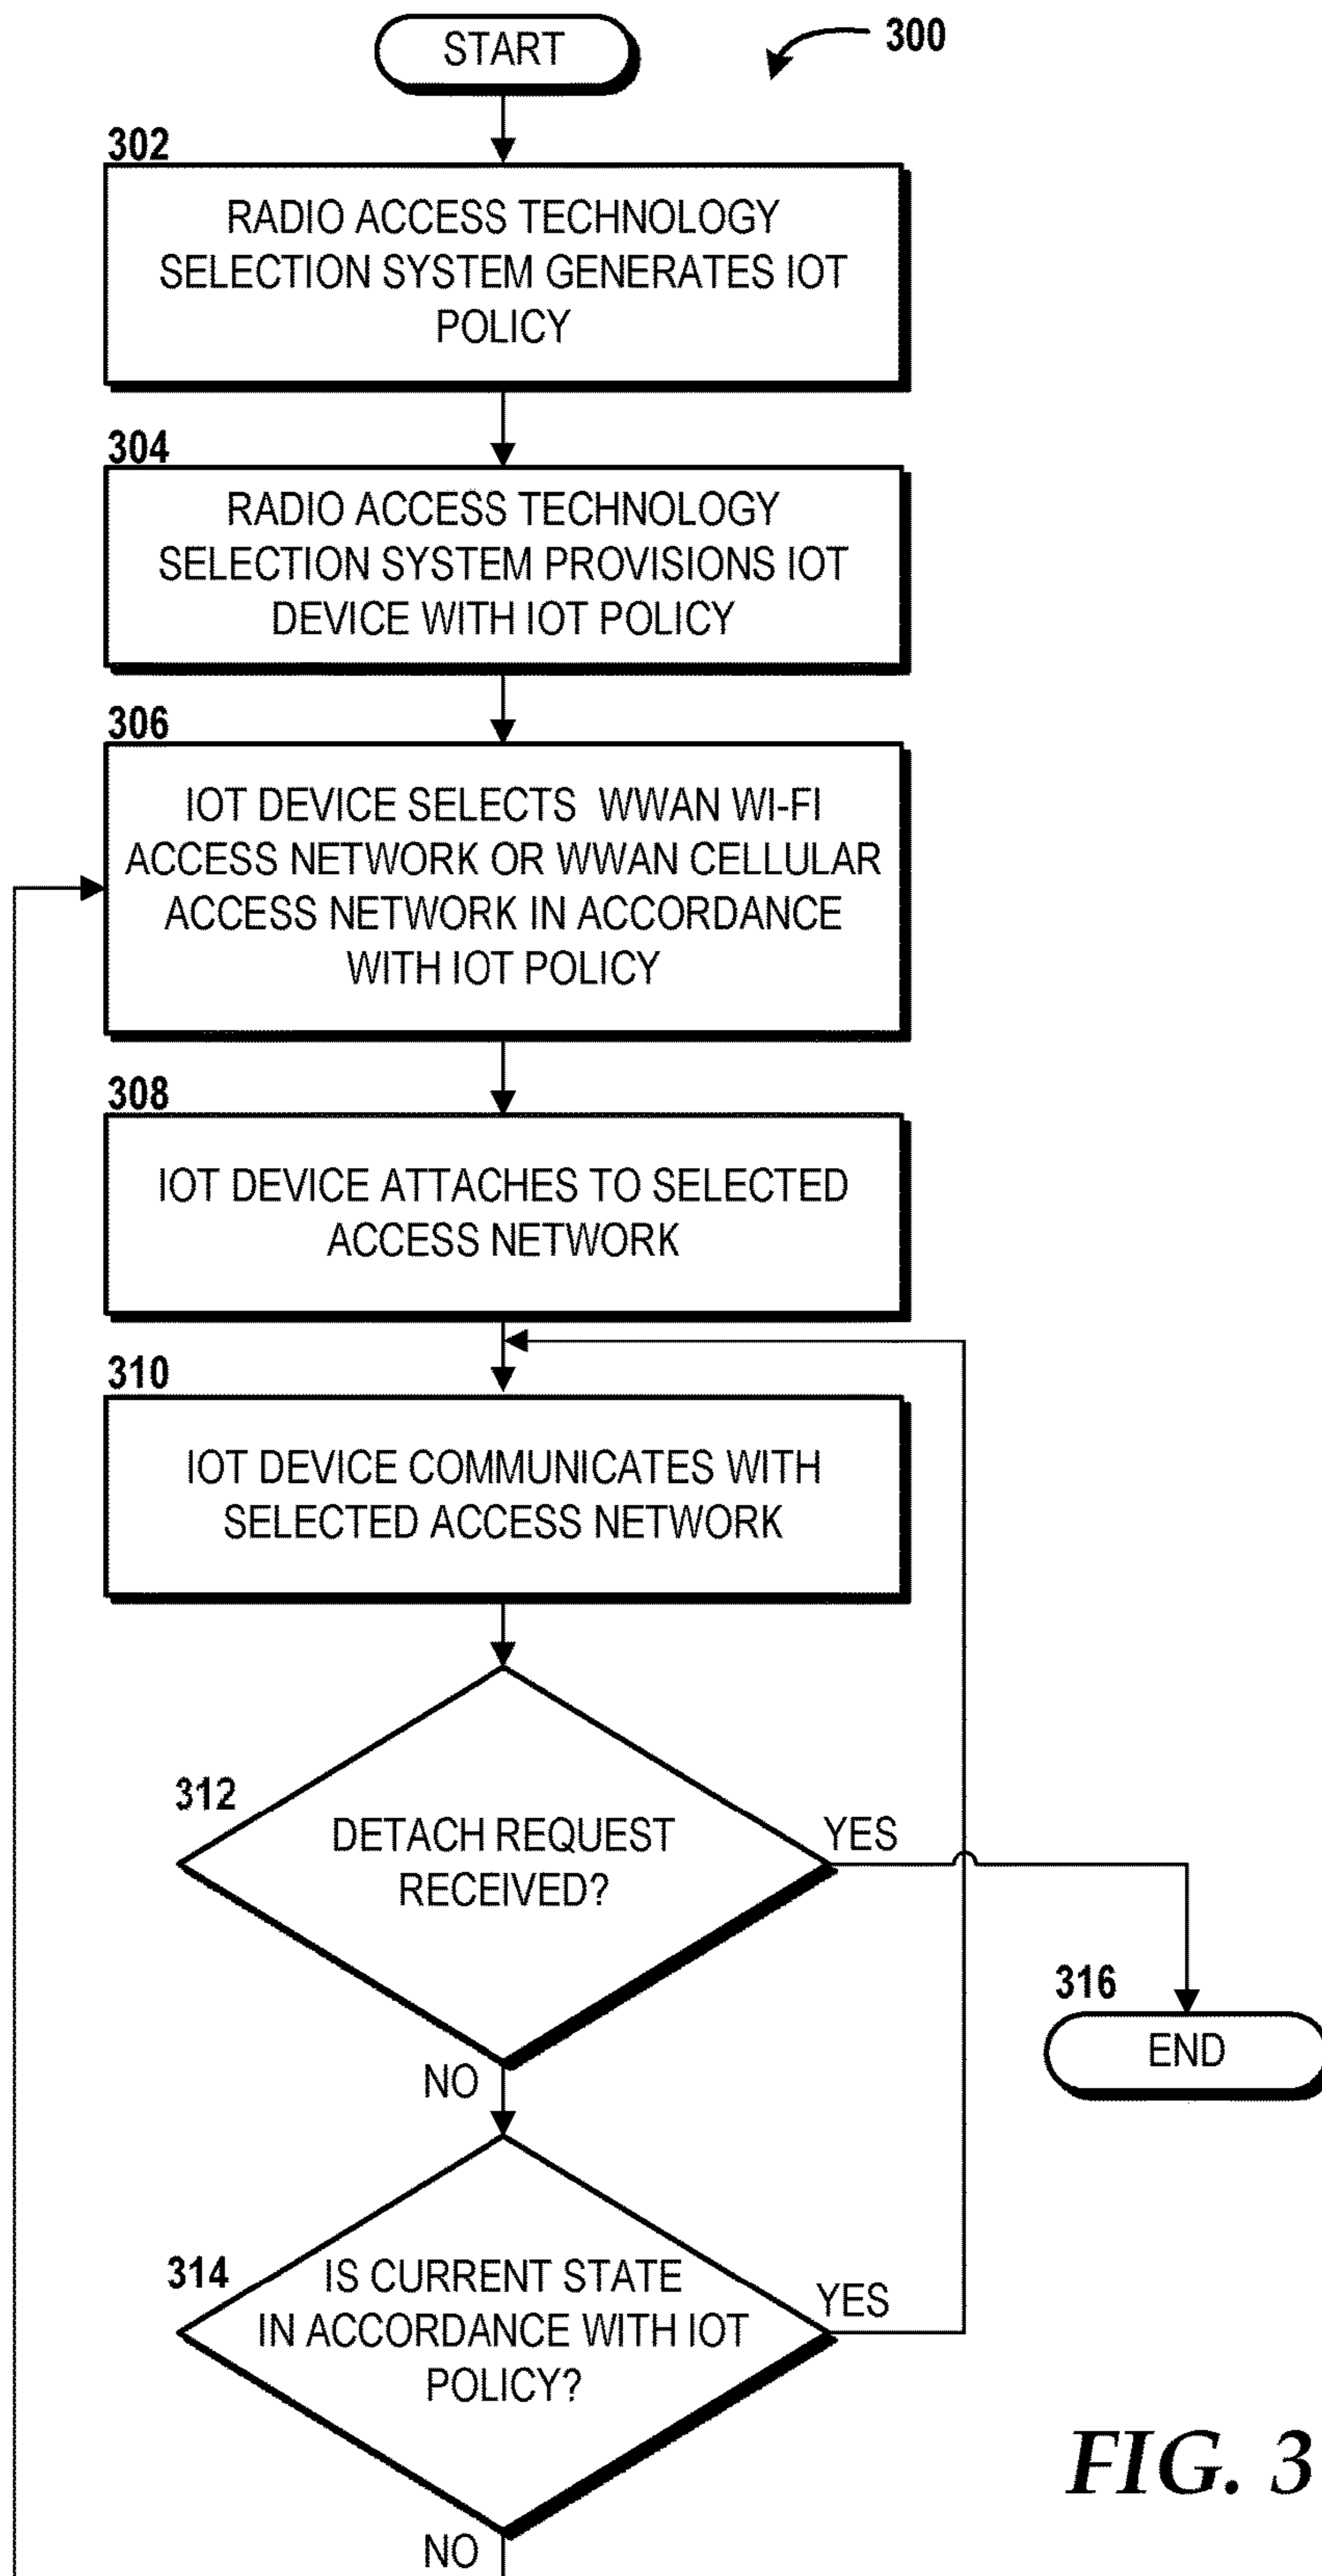 START
300
302
RADIO ACCESS TECHNOLOGY
SELECTION SYSTEM GENERATES IOT
POLICY
304
RADIO ACCESS TECHNOLOGY
SELECTION SYSTEM PROVISIONS IOT
DEVICE WITH IOT POLICY
306
IOT DEVICE SELECTS WWAN WI-FI
ACCESS NETWORK OR WWAN CELLULAR
ACCESS NETWORK IN ACCORDANCE
WITH IOT POLICY
308
IOT DEVICE ATTACHES TO SELECTED
ACCESS NETWORK
310
IOT DEVICE COMMUNICATES WITH
SELECTED ACCESS NETWORK
312
DETACH REQUEST
RECEIVED?
YES
NO
316
END
314
IS CURRENT STATE
IN ACCORDANCE WITH IOT
POLICY?
YES
NO
FIG. 3